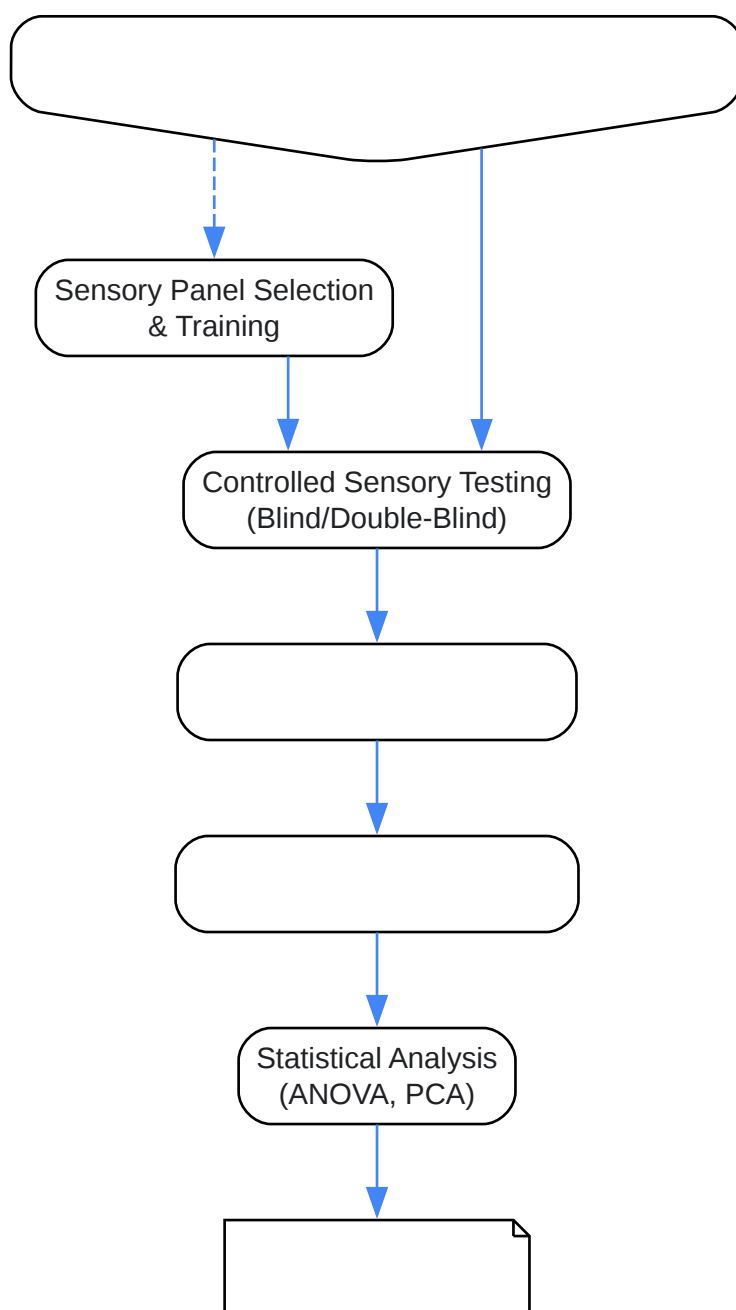 Sensory Panel Selection
& Training
Controlled Sensory Testing
(Blind/Double-Blind)
Statistical Analysis
(ANOVA, PCA)